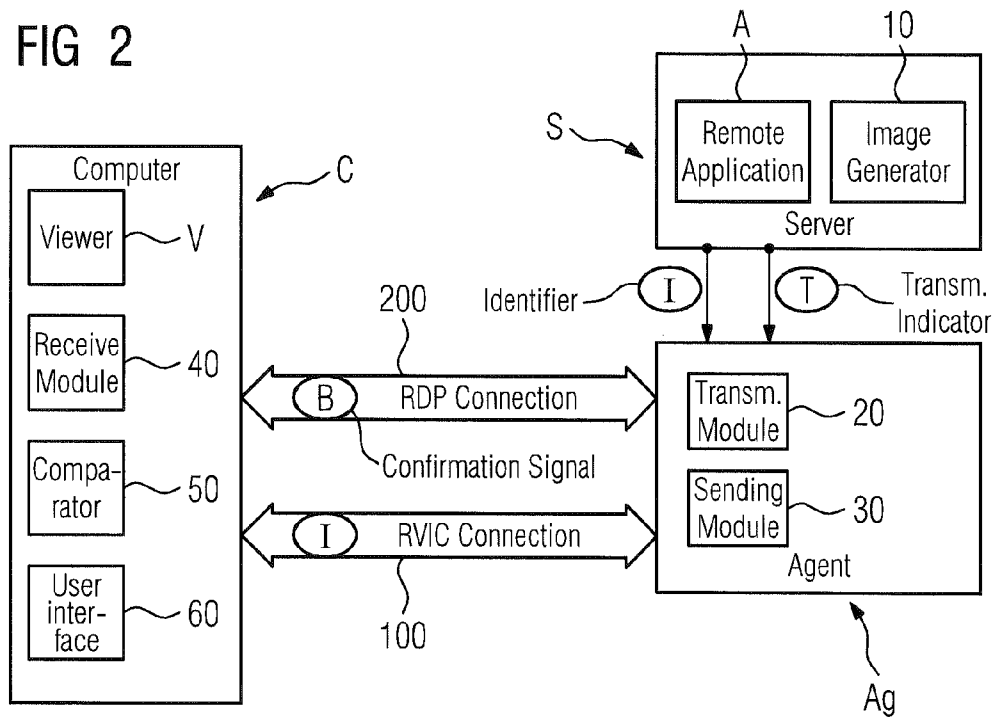 FIG 2
A
10
S
Remote
Application
Image
Generator
Server
Computer
C
Viewer
V
Identifier
I
T
Transm.
Indicator
200
Receive
Module
40
B
RDP Connection
Confirmation Signal
Transm.
Module
20
Compa-
rator
50
I
RVIC Connection
100
Sending
Module
30
Agent
User
inter-
face
60
Ag